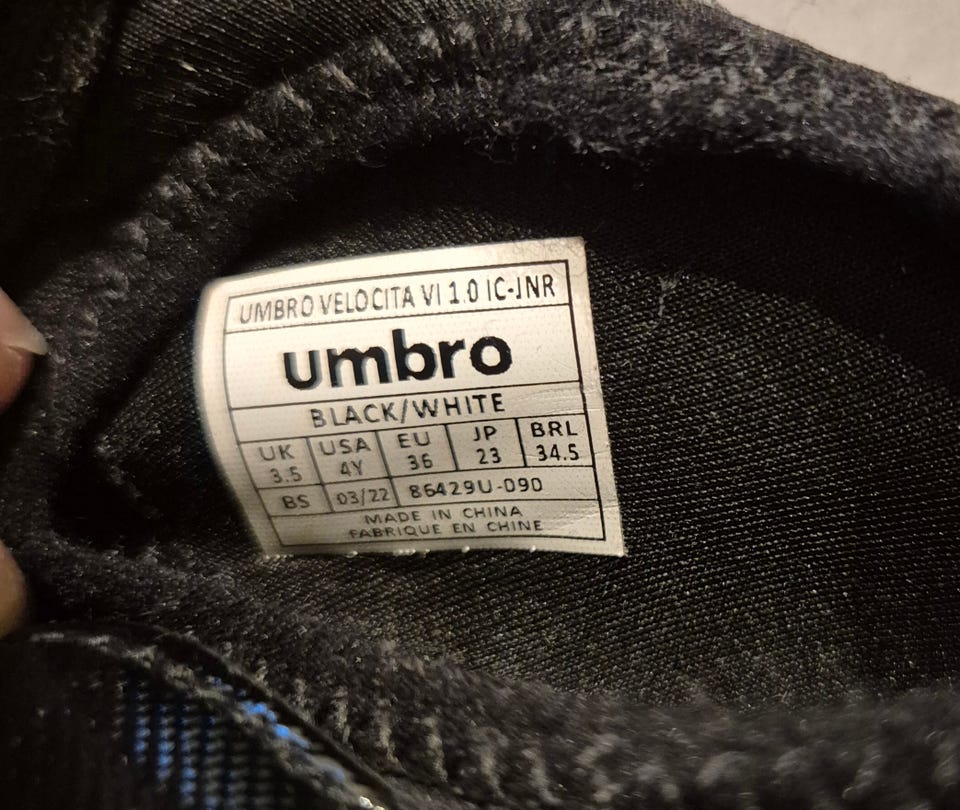 UMBRO VELOCITA VI 1.0 IC-JNR
umbro
BLACK/WHITE
UK USA EU JP BRL
3.5 4Y 36 23 34.5
BS 03/22 86429U-090
MADE IN CHINA
FABRIQUE EN CHINE